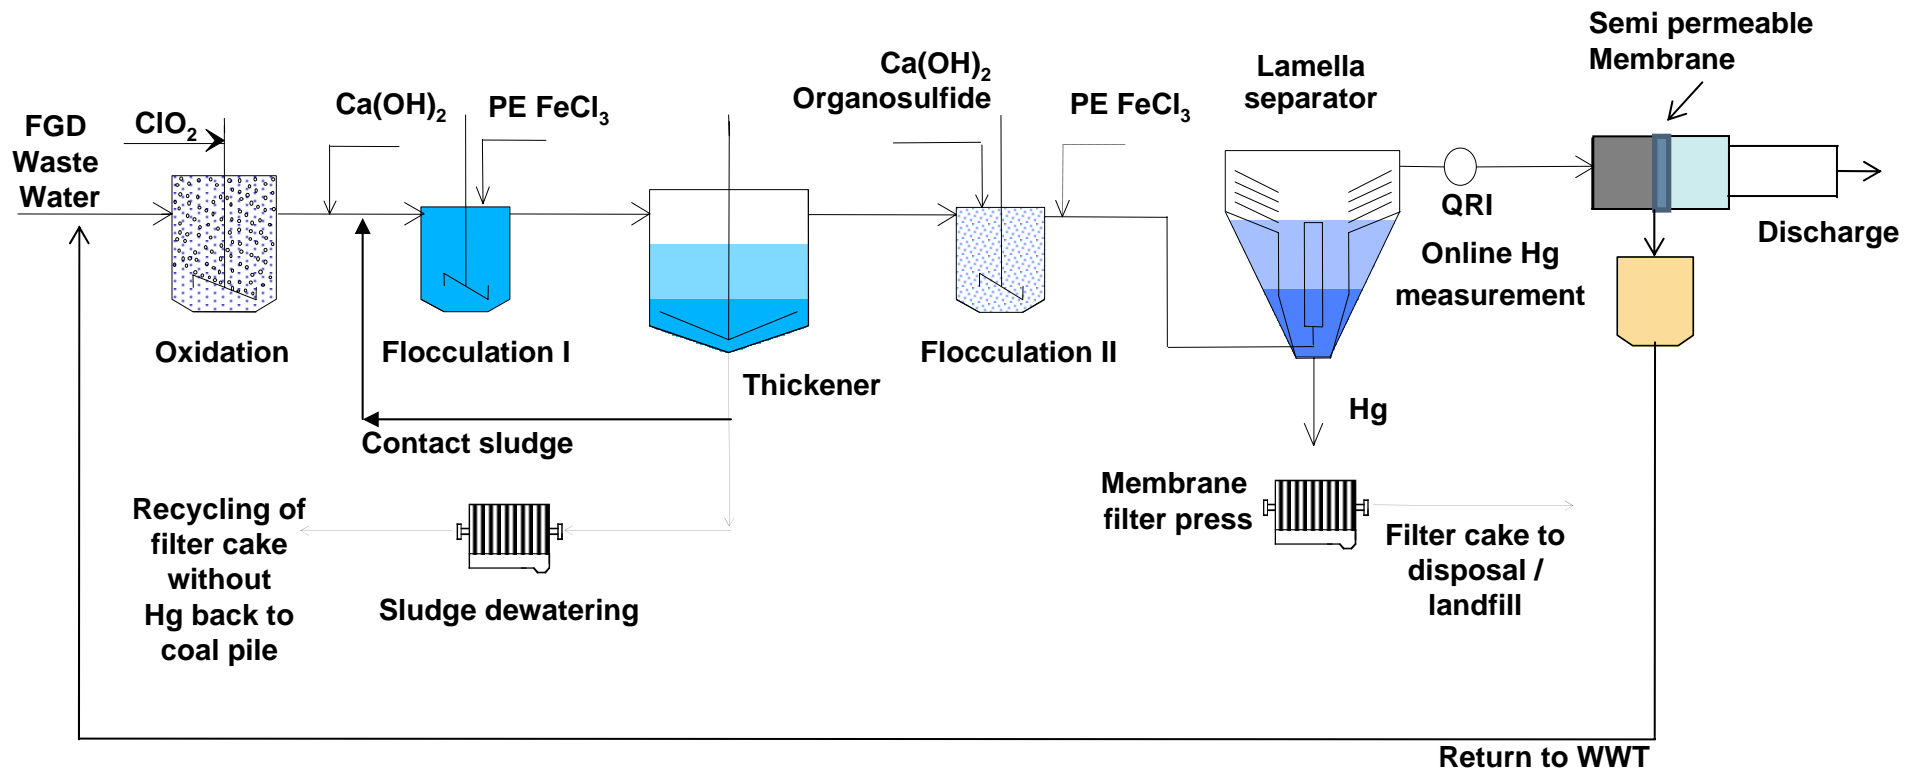 FGD
Waste
Water
ClO₂
Ca(OH)₂
PE FeCl₃
Ca(OH)₂
Organosulfide
PE FeCl₃
Lamella
separator
Semi permeable
Membrane
QRI
Online Hg
measurement
Discharge
Oxidation
Flocculation I
Thickener
Flocculation II
Hg
Contact sludge
Recycling of
filter cake
without
Hg back to
coal pile
Sludge dewatering
Membrane
filter press
Filter cake to
disposal /
landfill
Return to WWT